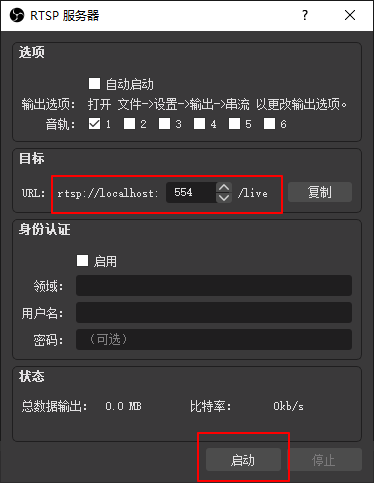 RTSP 服务器
选项
自动启动
输出选项： 打开 文件->设置->输出->串流 以更改输出选项。
音轨： 1 2 3 4 5 6
目标
URL: rtsp://localhost: 554 /live 复制
身份认证
启用
领域：
用户名：
密码： （可选）
状态
总数据输出： 0.0 MB 比特率： 0kb/s
启动 停止